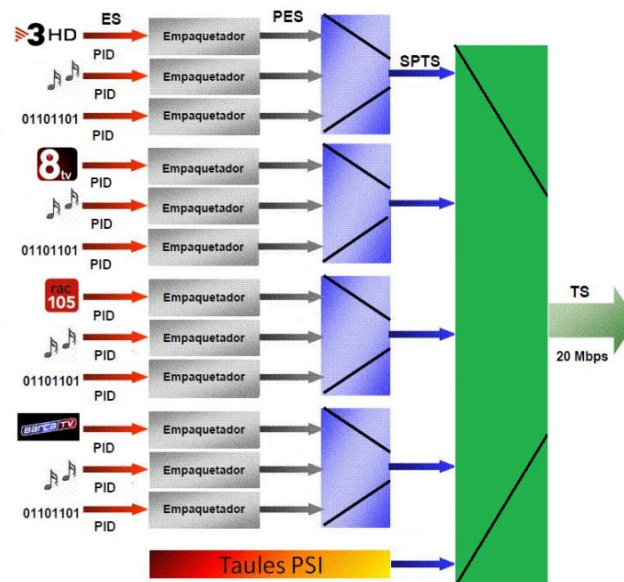 ES
PES
3 HD
Empaquetador
PID
SPTS
Empaquetador
PID
01101101
Empaquetador
PID
8tv
Empaquetador
PID
Empaquetador
PID
01101101
Empaquetador
PID
rac
105
Empaquetador
PID
TS
Empaquetador
PID
20 Mbps
01101101
Empaquetador
PID
BARÇA TV
Empaquetador
PID
Empaquetador
PID
01101101
Empaquetador
PID
Taules PSI